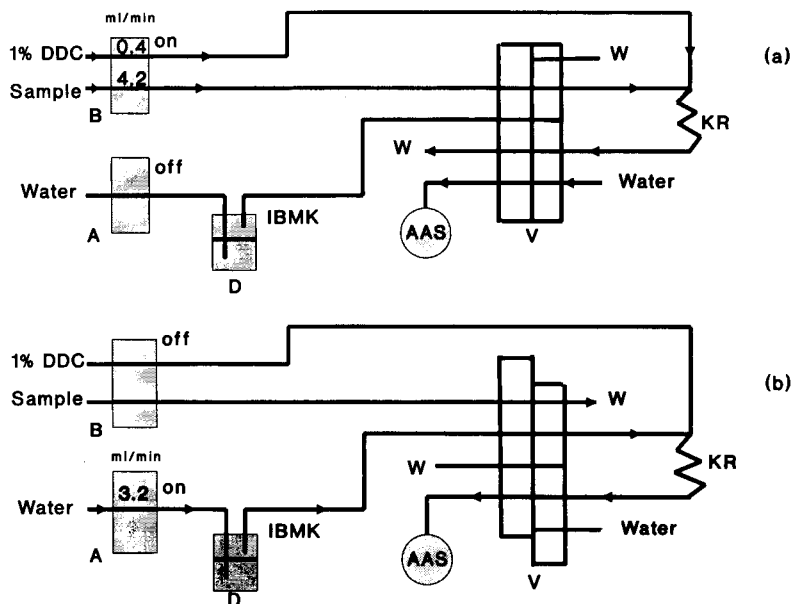 ml/min
1% DDC 0.4 on
Sample 4.2
B
W
(a)
KR
W
off
Water
Water
A
IBMK
AAS
V
D
off
1% DDC
(b)
Sample
W
B
ml/min
KR
W
3.2 on
Water
IBMK
Water
A
AAS
V
D